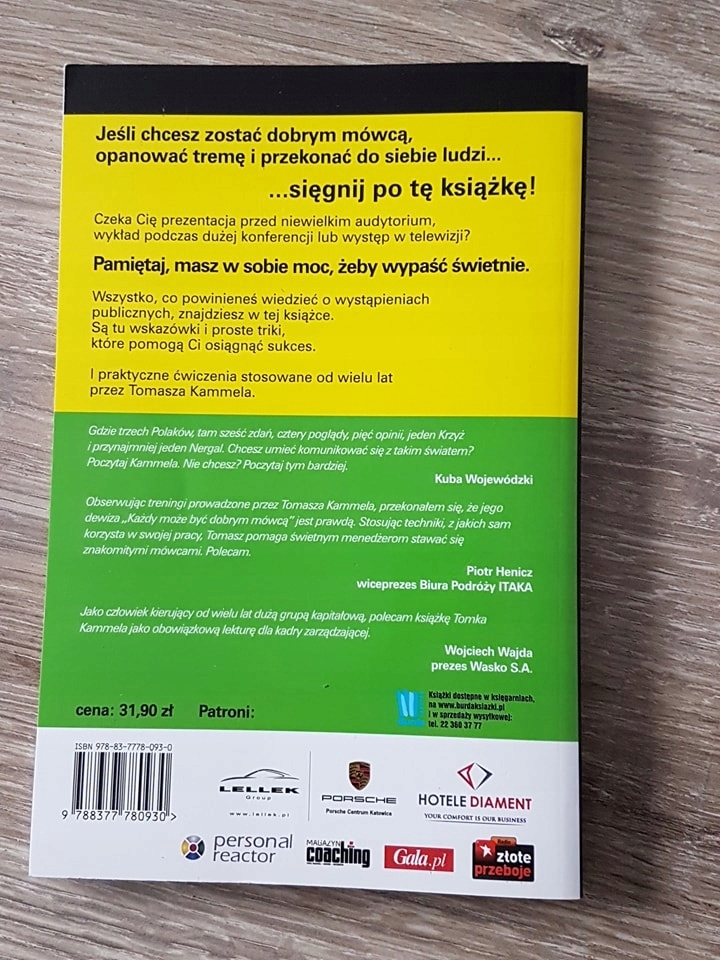 Jeśli chcesz zostać dobrym mówcą,
opanować tremę i przekonać do siebie ludzi...
...sięgnij po tę książkę!
Czeka Cię prezentacja przed niewielkim audytorium,
wykład podczas dużej konferencji lub występ w telewizji?
Pamiętaj, masz w sobie moc, żeby wypaść świetnie.
Wszystko, co powinieneś wiedzieć o wystąpieniach
publicznych, znajdziesz w tej książce.
Są tu wskazówki i proste triki,
które pomogą Ci osiągnąć sukces.
I praktyczne ćwiczenia stosowane od wielu lat
przez Tomasza Kammela.
Gdzie trzech Polaków, tam sześć zdań, cztery poglądy, pięć opinii, jeden Krzyż
i przynajmniej jeden Nergal. Chcesz umieć komunikować się z takim światem?
Poczytaj Kammela. Nie chcesz? Poczytaj tym bardziej.
Kuba Wojewódzki
Obserwując treningi prowadzone przez Tomasza Kammela, przekonałem się, że jego
dewiza „Każdy może być dobrym mówcą” jest prawdą. Stosując techniki, z jakich sam
korzysta w swojej pracy, Tomasz pomaga świetnym menedżerom stawać się
znakomitymi mówcami. Polecam.
Piotr Henicz
wiceprezes Biura Podróży ITAKA
Jako człowiek kierujący od wielu lat dużą grupą kapitałową, polecam książkę Tomka
Kammela jako obowiązkową lekturę dla kadry zarządzającej.
Wojciech Wajda
prezes Wasko S.A.
cena: 31,90 zł Patroni:
Książki dostępne w księgarniach,
na www.burdaksiazki.pl
i w sprzedaży wysyłkowej:
tel. 22 360 37 77
ISBN 978-83-7778-093-0
9 788377 780930 >
LELLEK
Group
www.lellek.pl
PORSCHE
Porsche Centrum Katowice
HOTELE DIAMENT
YOUR COMFORT IS OUR BUSINESS
personal
reactor
MAGAZYN
coaching
Gala.pl
Radio
złote
przeboje